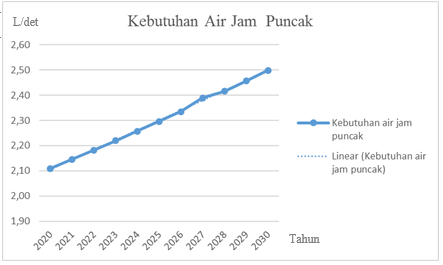 L/det
Kebutuhan Air Jam Puncak
2,60
2,50
2,40
2,30
2,20
2,10
2,00
1,90
2020 2021 2022 2023 2024 2025 2026 2027 2028 2029 2030
Tahun
Kebutuhan air jam
puncak
Linear (Kebutuhan air
jam puncak)